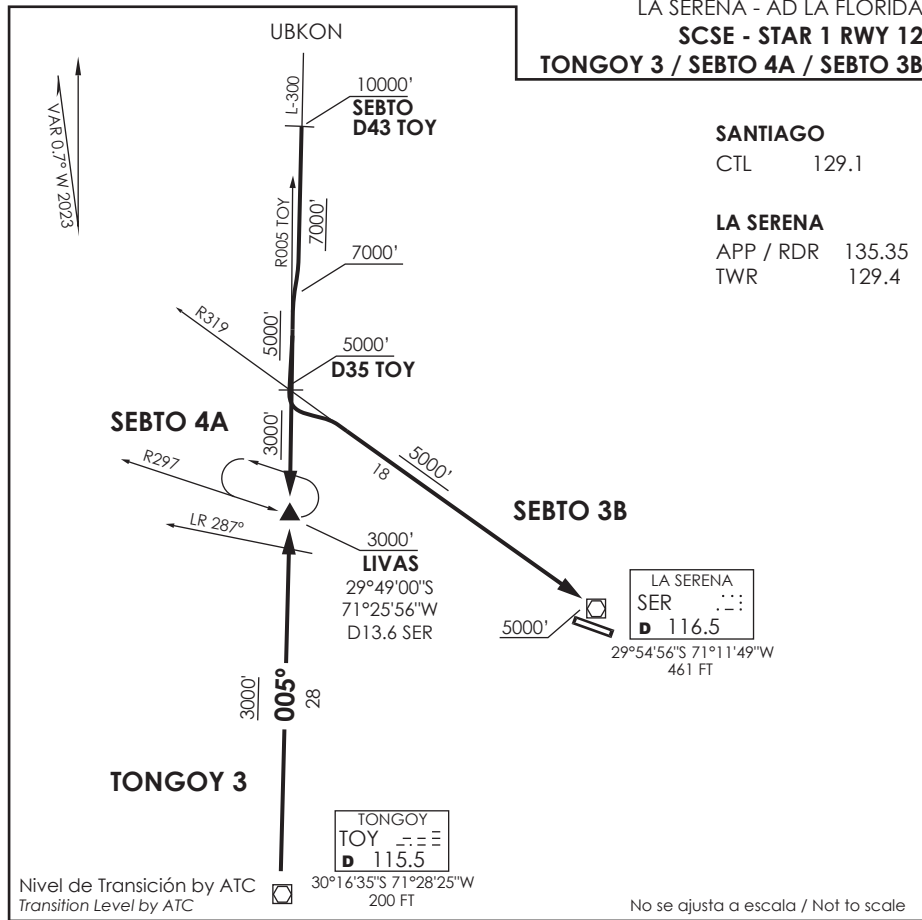 LA SERENA - AD LA FLORIDA
SCSE - STAR 1 RWY 12
TONGOY 3 / SEBTO 4A / SEBTO 3B
UBKON
L-300
10000’
SEBTO
D43 TOY
VAR 0.7° W 2023
SANTIAGO
CTL 129.1
LA SERENA
APP / RDR 135.35
TWR 129.4
R005 TOY
7000’
7000’
R319
5000’
5000’
D35 TOY
SEBTO 4A
3000’
R297
5000’
18
SEBTO 3B
LR 287°
3000’
LIVAS
29°49'00"S
71°25'56"W
D13.6 SER
LA SERENA
SER
D 116.5
5000’
29°54'56"S 71°11'49"W
461 FT
3000’
005°
28
TONGOY 3
TONGOY
TOY
D 115.5
30°16'35"S 71°28'25"W
200 FT
Nivel de Transición by ATC
Transition Level by ATC
No se ajusta a escala / Not to scale